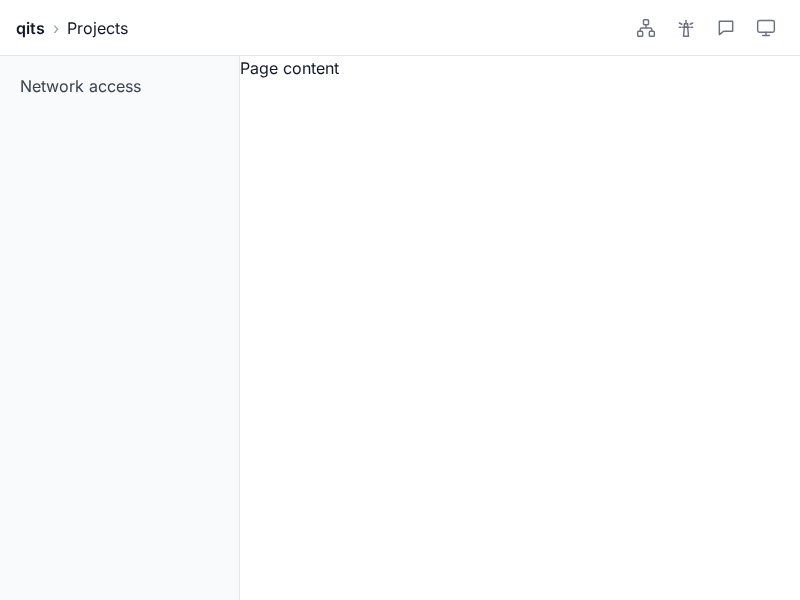 qits › Projects
Network access
Page content